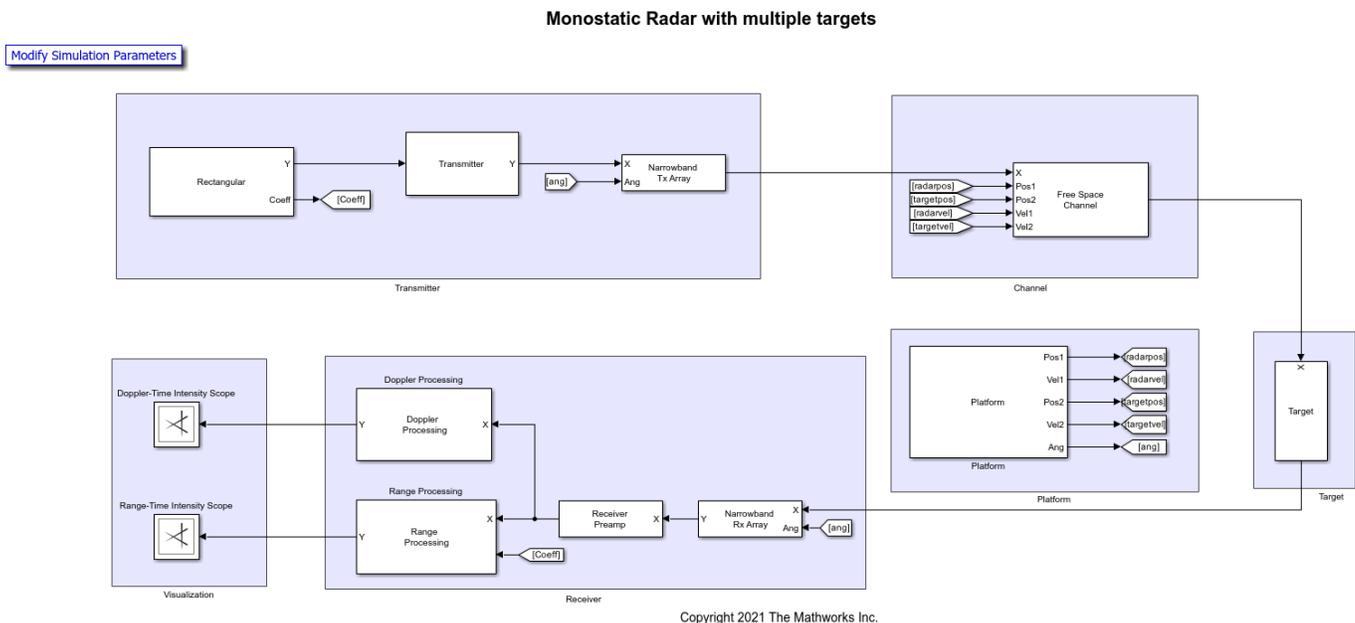 Monostatic Radar with multiple targets
Modify Simulation Parameters
Rectangular
Y
Coeff
[Coeff]
Transmitter
Y
[ang]
X
Ang
Narrowband
Tx Array
Transmitter
[radarpos]
[targetpos]
[radarvel]
[targetvel]
X
Pos1
Pos2
Vel1
Vel2
Free Space
Channel
Channel
Platform
Pos1
Vel1
Pos2
Vel2
Ang
[radarpos]
[radarvel]
[targetpos]
[targetvel]
[ang]
Platform
Platform
X
Target
Target
Doppler-Time Intensity Scope
Range-Time Intensity Scope
Visualization
Doppler Processing
Y
Doppler
Processing
X
Range Processing
Y
Range
Processing
X
[Coeff]
Receiver
Preamp
X
Y
Narrowband
Rx Array
X
Ang
[ang]
Receiver
Copyright 2021 The Mathworks Inc.